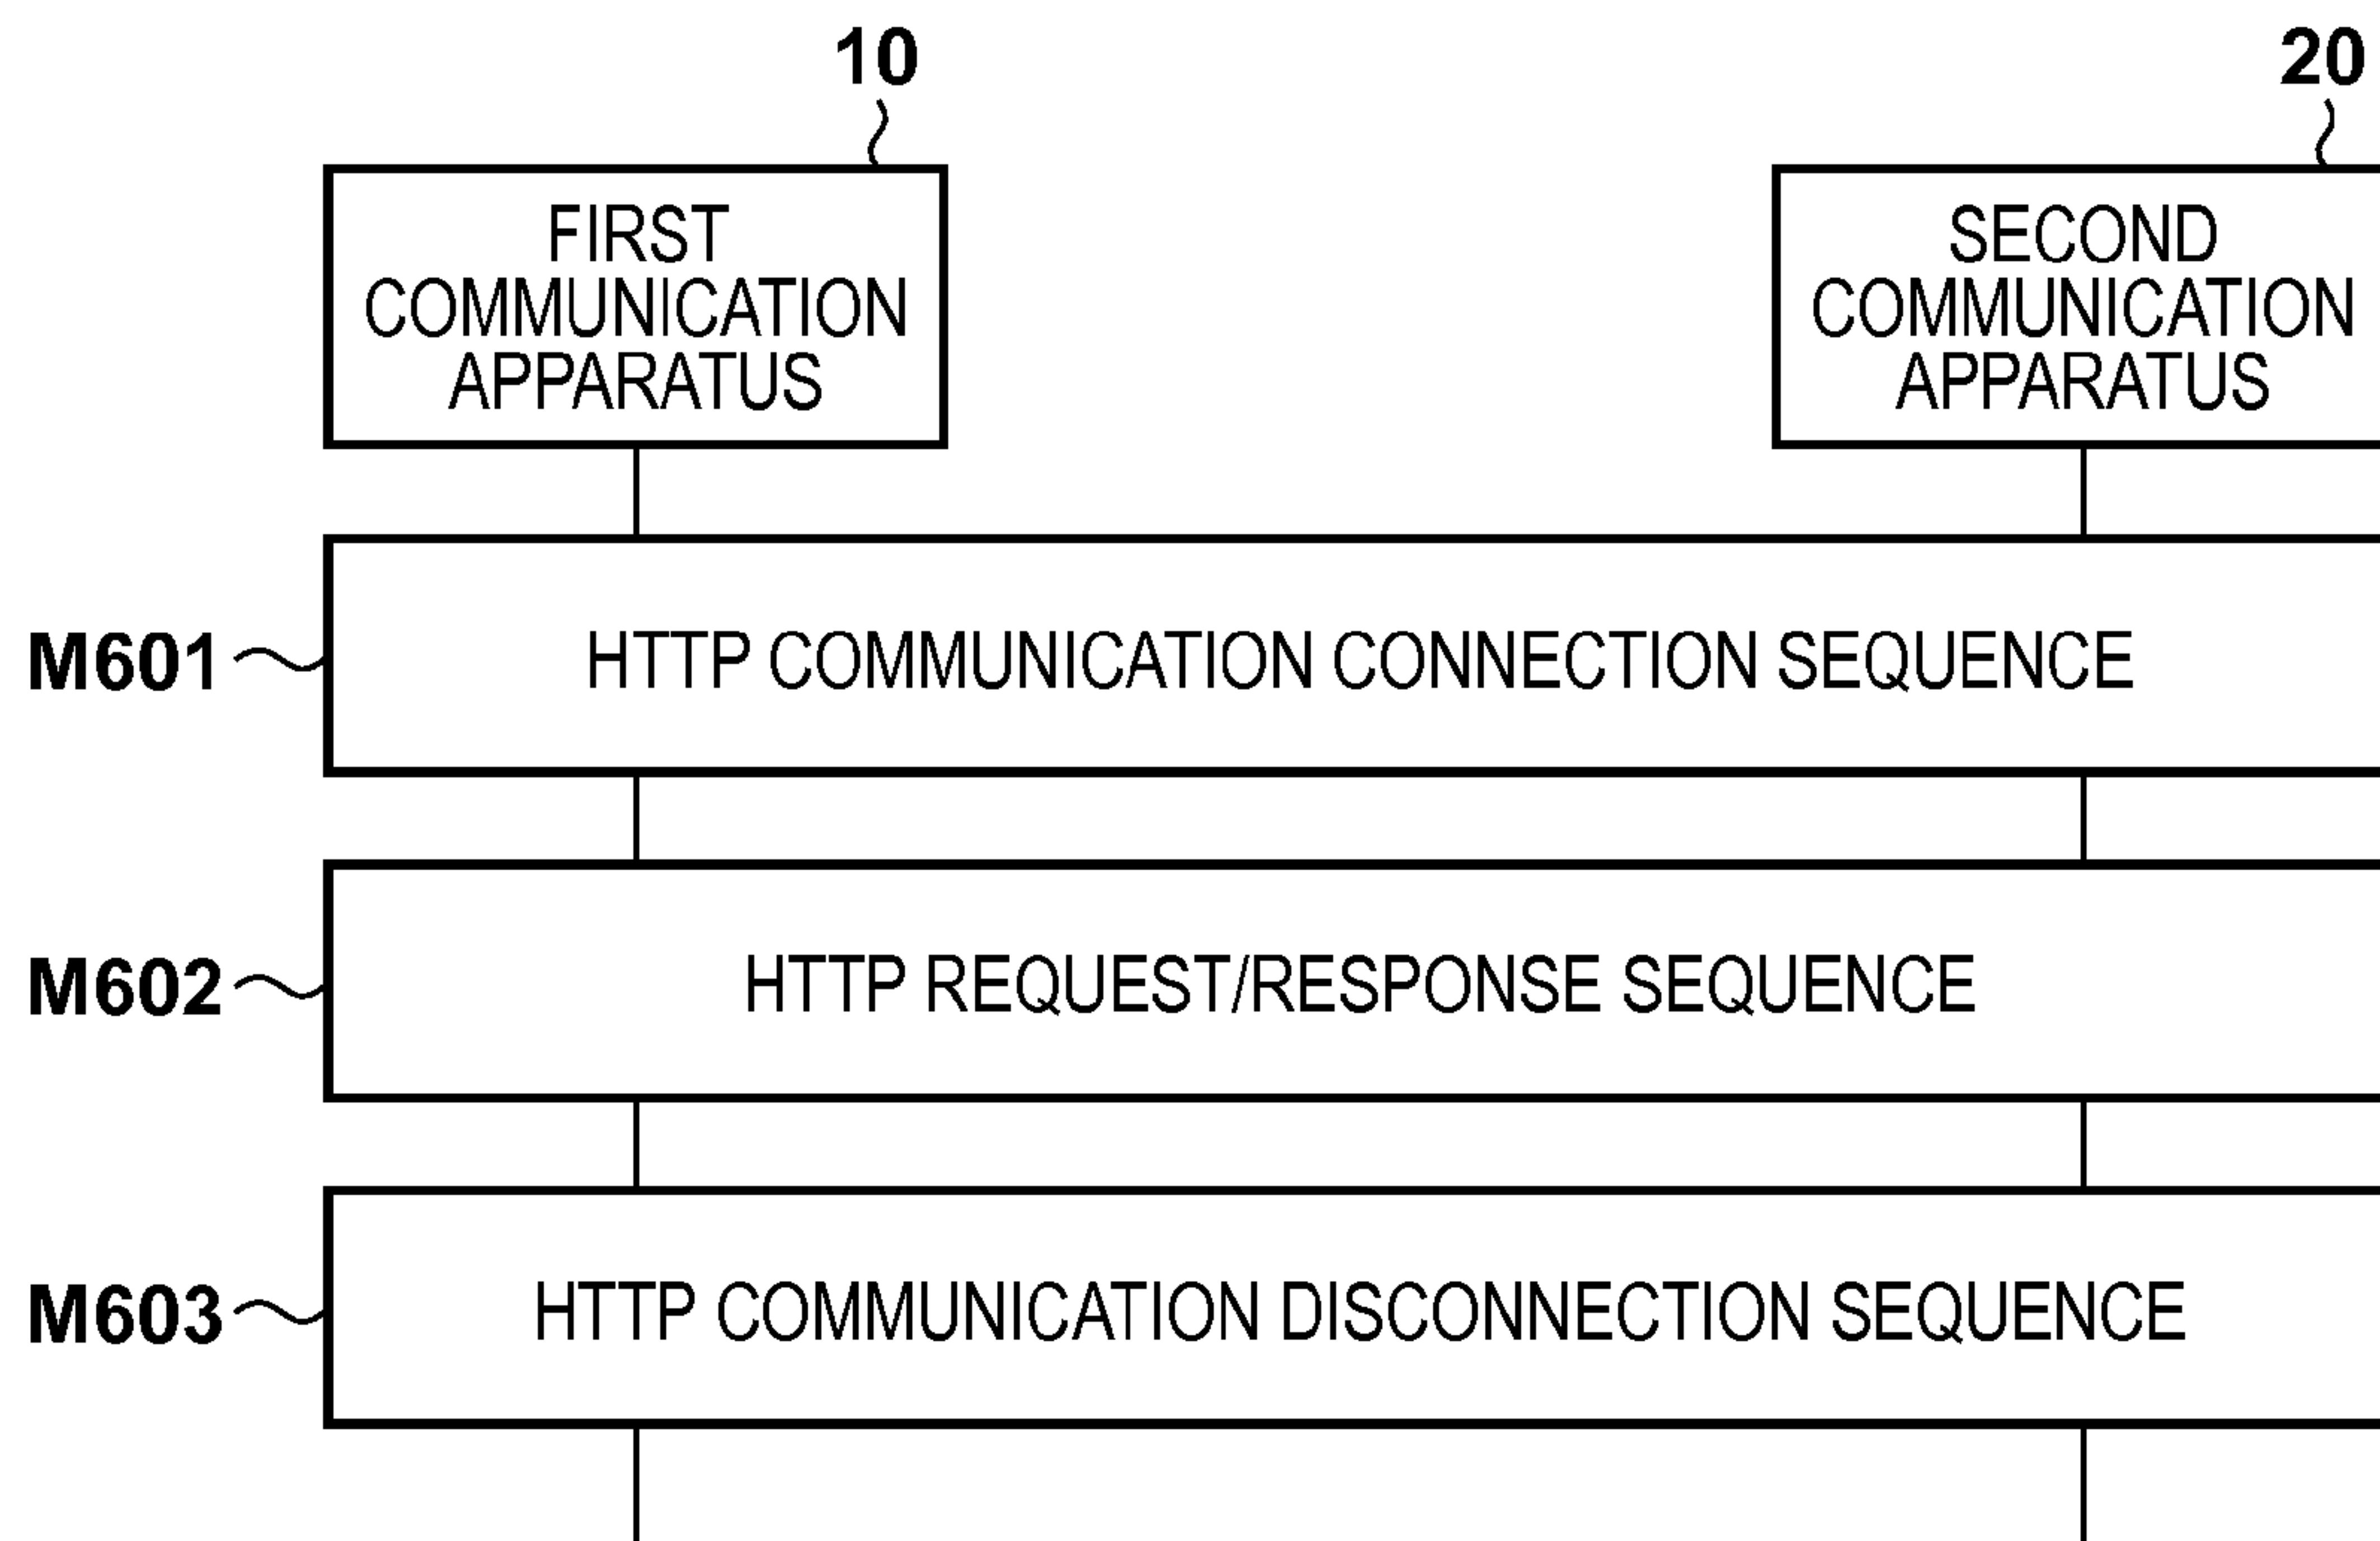 10
20
FIRST
COMMUNICATION
APPARATUS
SECOND
COMMUNICATION
APPARATUS
M601
HTTP COMMUNICATION CONNECTION SEQUENCE
M602
HTTP REQUEST/RESPONSE SEQUENCE
M603
HTTP COMMUNICATION DISCONNECTION SEQUENCE